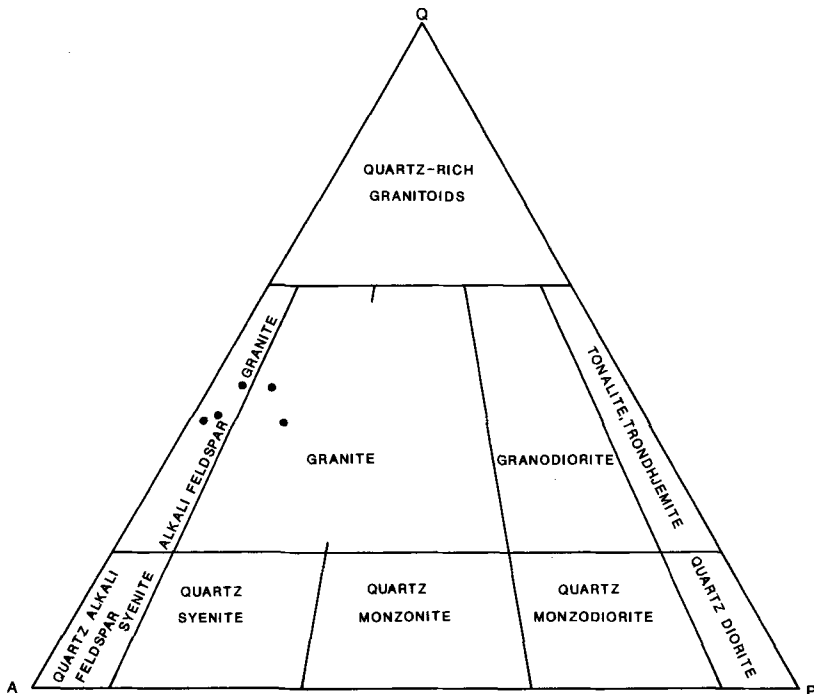 Q
QUARTZ-RICH
GRANITOIDS
ALKALI FELDSPAR GRANITE
GRANITE
GRANODIORITE
TONALITE, TRONDHJEMITE
QUARTZ ALKALI
FELDSPAR
SYENITE
QUARTZ
SYENITE
QUARTZ
MONZONITE
QUARTZ
MONZODIORITE
QUARTZ DIORITE
A
P